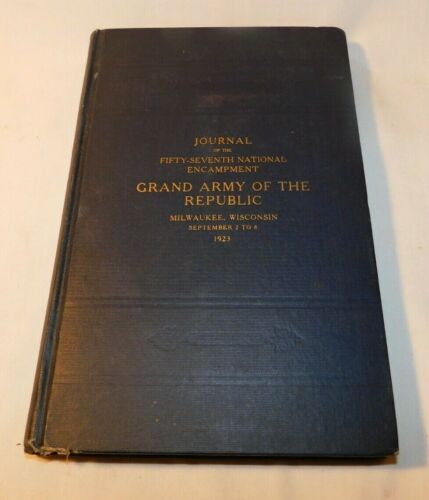 JOURNAL
OF THE
FIFTY-SEVENTH NATIONAL
ENCAMPMENT
GRAND ARMY OF THE
REPUBLIC
MILWAUKEE, WISCONSIN
SEPTEMBER 2 TO 8
1923